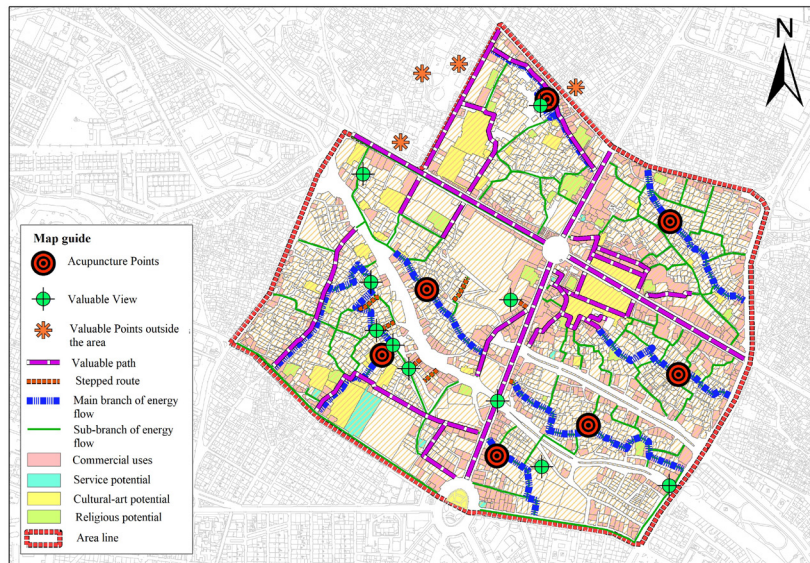 N
Map guide
Acupuncture Points
Valuable View
Valuable Points outside
the area
Valuable path
Stepped route
Main branch of energy
flow
Sub-branch of energy
flow
Commercial uses
Service potential
Cultural-art potential
Religious potential
Area line